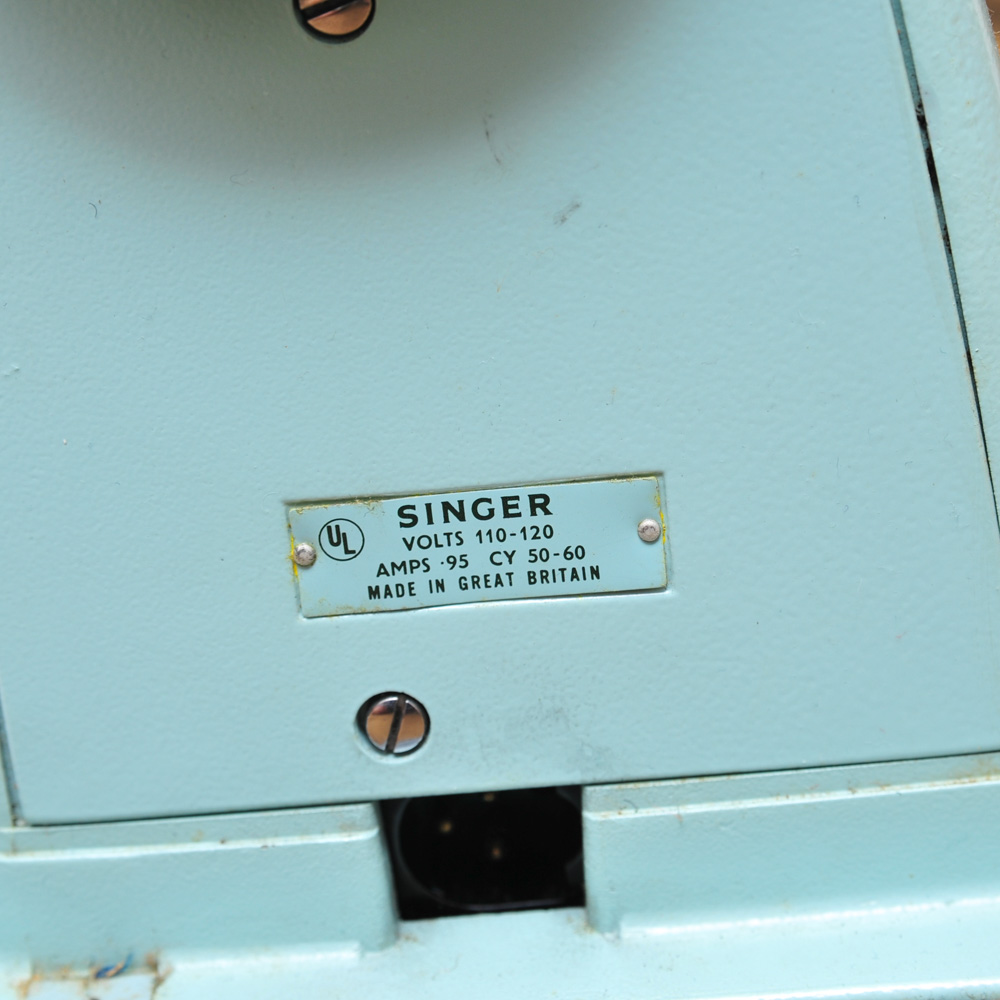 UL
SINGER
VOLTS 110-120
AMPS ·95 CY 50-60
MADE IN GREAT BRITAIN